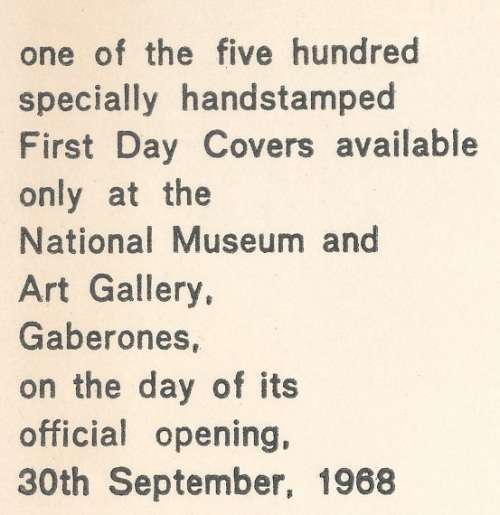 one of the five hundred
specially handstamped
First Day Covers available
only at the
National Museum and
Art Gallery,
Gaberones,
on the day of its
official opening,
30th September, 1968